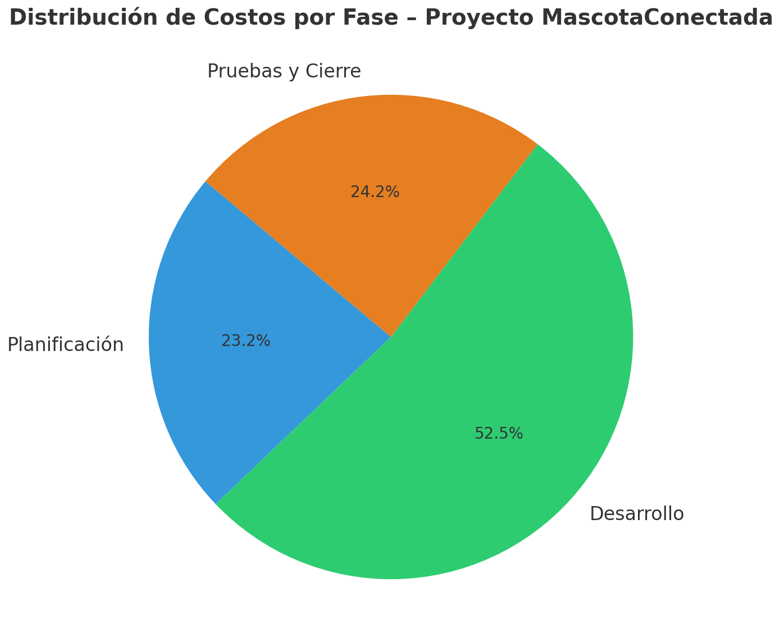 Distribución de Costos por Fase – Proyecto MascotaConectada
Pruebas y Cierre
24.2%
Planificación
23.2%
52.5%
Desarrollo